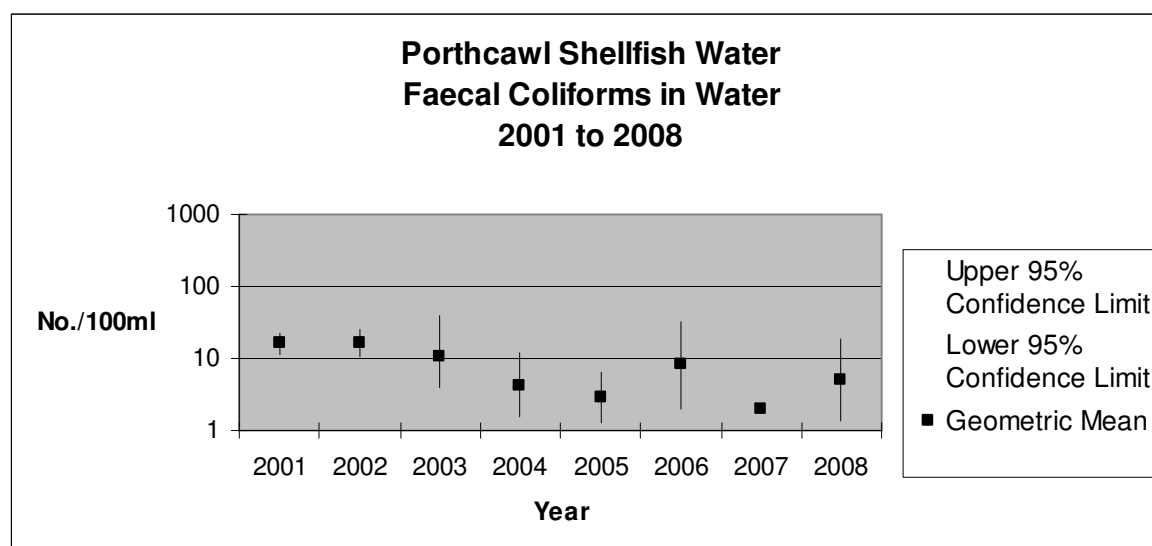 Porthcawl Shellfish Water
Faecal Coliforms in Water
2001 to 2008
1000
100
10
1
No./100ml
2001 2002 2003 2004 2005 2006 2007 2008
Year
Upper 95%
Confidence Limit
Lower 95%
Confidence Limit
Geometric Mean